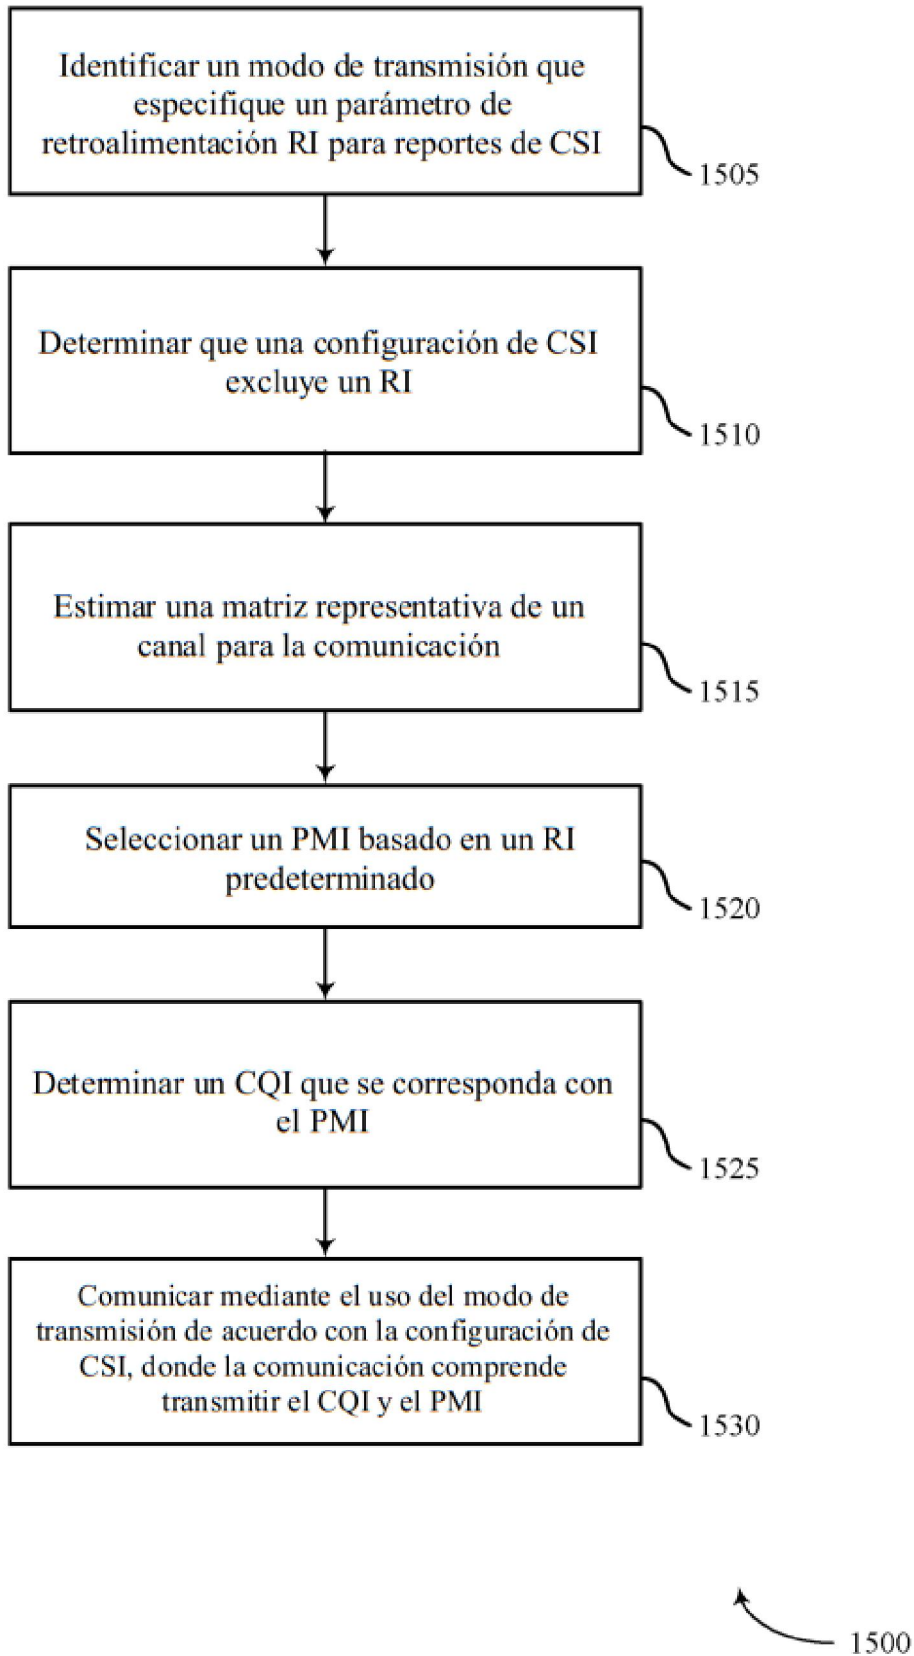 Identificar un modo de transmisión que
especifique un parámetro de
retroalimentación RI para reportes de CSI
1505
Determinar que una configuración de CSI
excluye un RI
1510
Estimar una matriz representativa de un
canal para la comunicación
1515
Seleccionar un PMI basado en un RI
predeterminado
1520
Determinar un CQI que se corresponda con
el PMI
1525
Comunicar mediante el uso del modo de
transmisión de acuerdo con la configuración de
CSI, donde la comunicación comprende
transmitir el CQI y el PMI
1530
1500